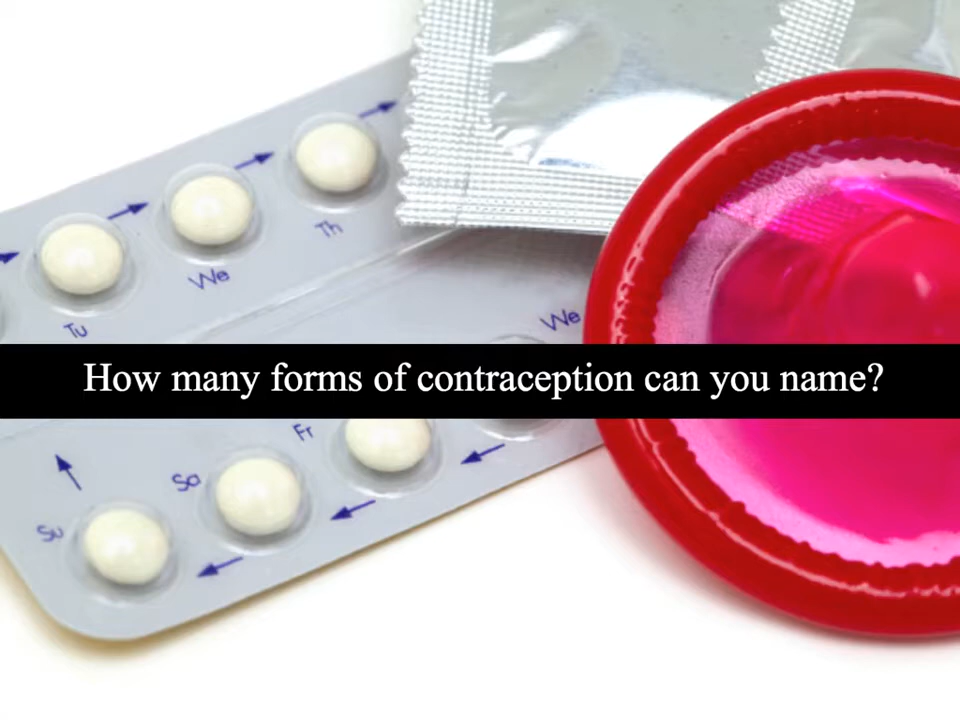 Th
We
Tu
We
How many forms of contraception can you name?
Fr
Sa
Su